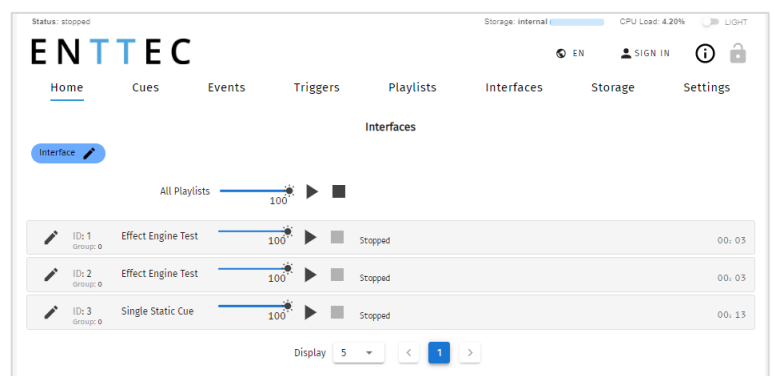 Status: stopped Storage: internal CPU Load: 4.20% LIGHT
ENTTEC
EN SIGN IN
Home Cues Events Triggers Playlists Interfaces Storage Settings
Interfaces
Interface
All Playlists 100
ID: 1 Effect Engine Test 100 Stopped 00: 03
Group: 0
ID: 2 Effect Engine Test 100 Stopped 00: 03
Group: 0
ID: 3 Single Static Cue 100 Stopped 00: 13
Group: 0
Display 5 < 1 >